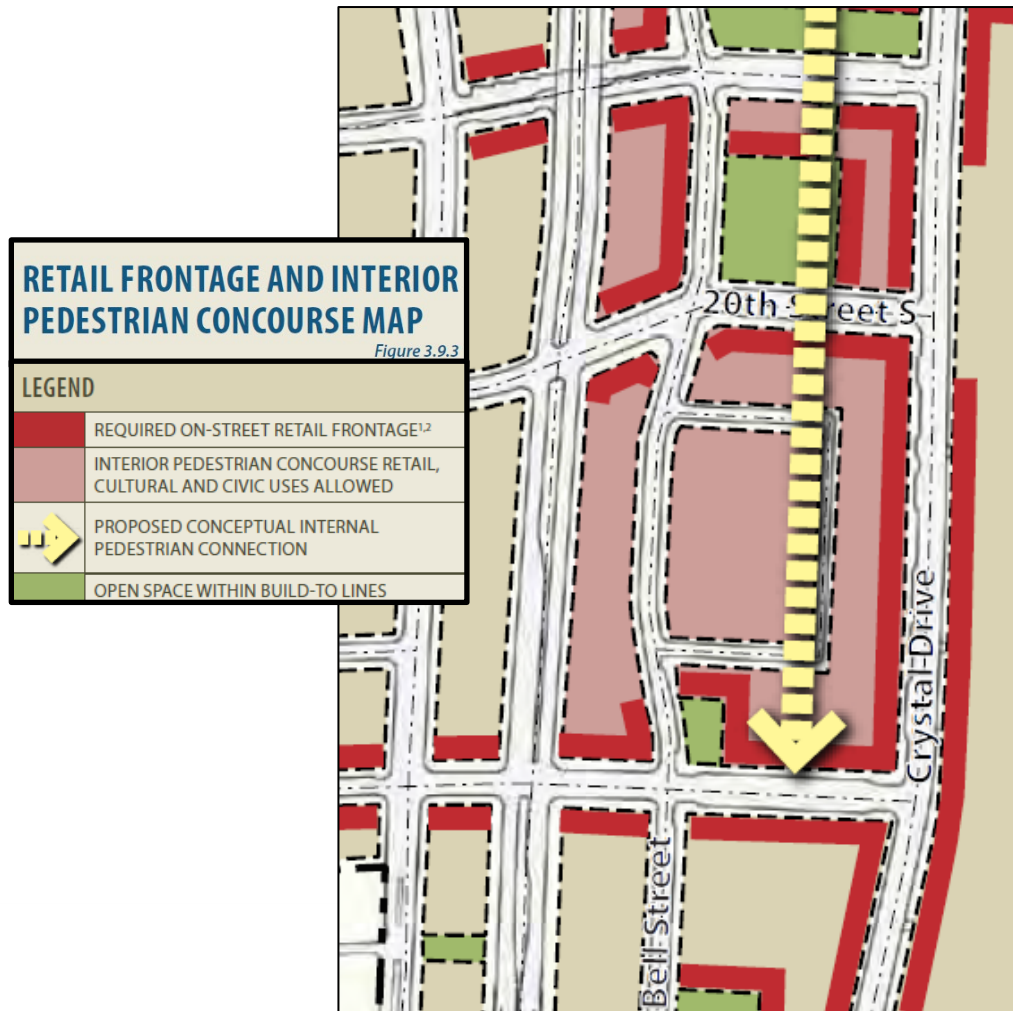 RETAIL FRONTAGE AND INTERIOR
PEDESTRIAN CONCOURSE MAP
Figure 3.9.3
LEGEND
REQUIRED ON-STREET RETAIL FRONTAGE1,2
INTERIOR PEDESTRIAN CONCOURSE RETAIL,
CULTURAL AND CIVIC USES ALLOWED
PROPOSED CONCEPTUAL INTERNAL
PEDESTRIAN CONNECTION
OPEN SPACE WITHIN BUILD-TO LINES
20th Street S
Crystal Drive
Bell Street